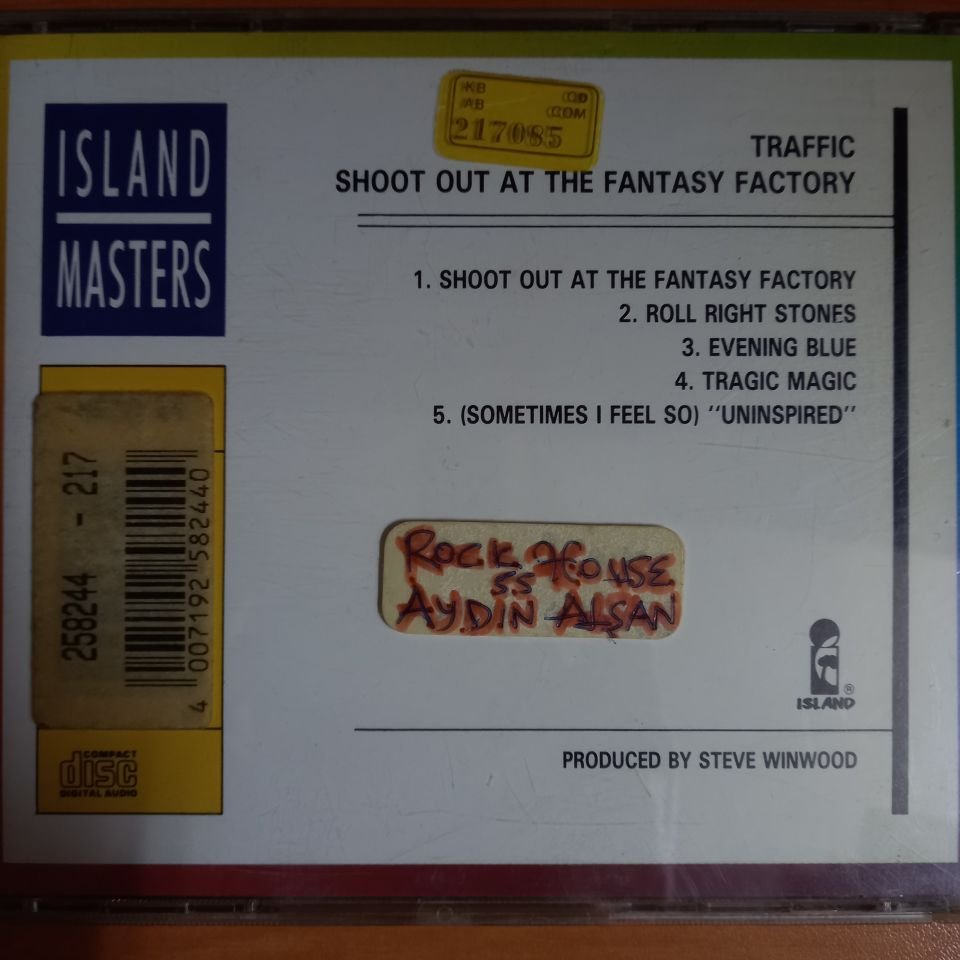 ISLAND
MASTERS
KB CD
AB COM
217085
TRAFFIC
SHOOT OUT AT THE FANTASY FACTORY
1. SHOOT OUT AT THE FANTASY FACTORY
2. ROLL RIGHT STONES
3. EVENING BLUE
4. TRAGIC MAGIC
5. (SOMETIMES I FEEL SO) "UNINSPIRED"
258244 - 217
4 007192 582440
ROCK HOUSE
55
AYDIN ALŞAN
ISLAND®
PRODUCED BY STEVE WINWOOD
COMPACT
disc
DIGITAL AUDIO